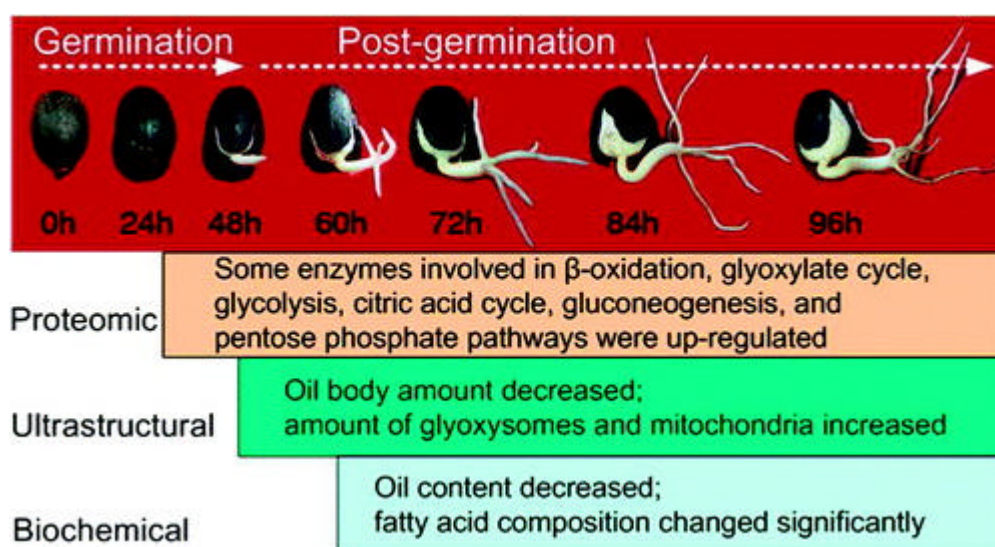 Germination Post-germination
0h 24h 48h 60h 72h 84h 96h
Proteomic
Some enzymes involved in β-oxidation, glyoxylate cycle,
glycolysis, citric acid cycle, gluconeogenesis, and
pentose phosphate pathways were up-regulated
Ultrastructural
Oil body amount decreased;
amount of glyoxysomes and mitochondria increased
Biochemical
Oil content decreased;
fatty acid composition changed significantly